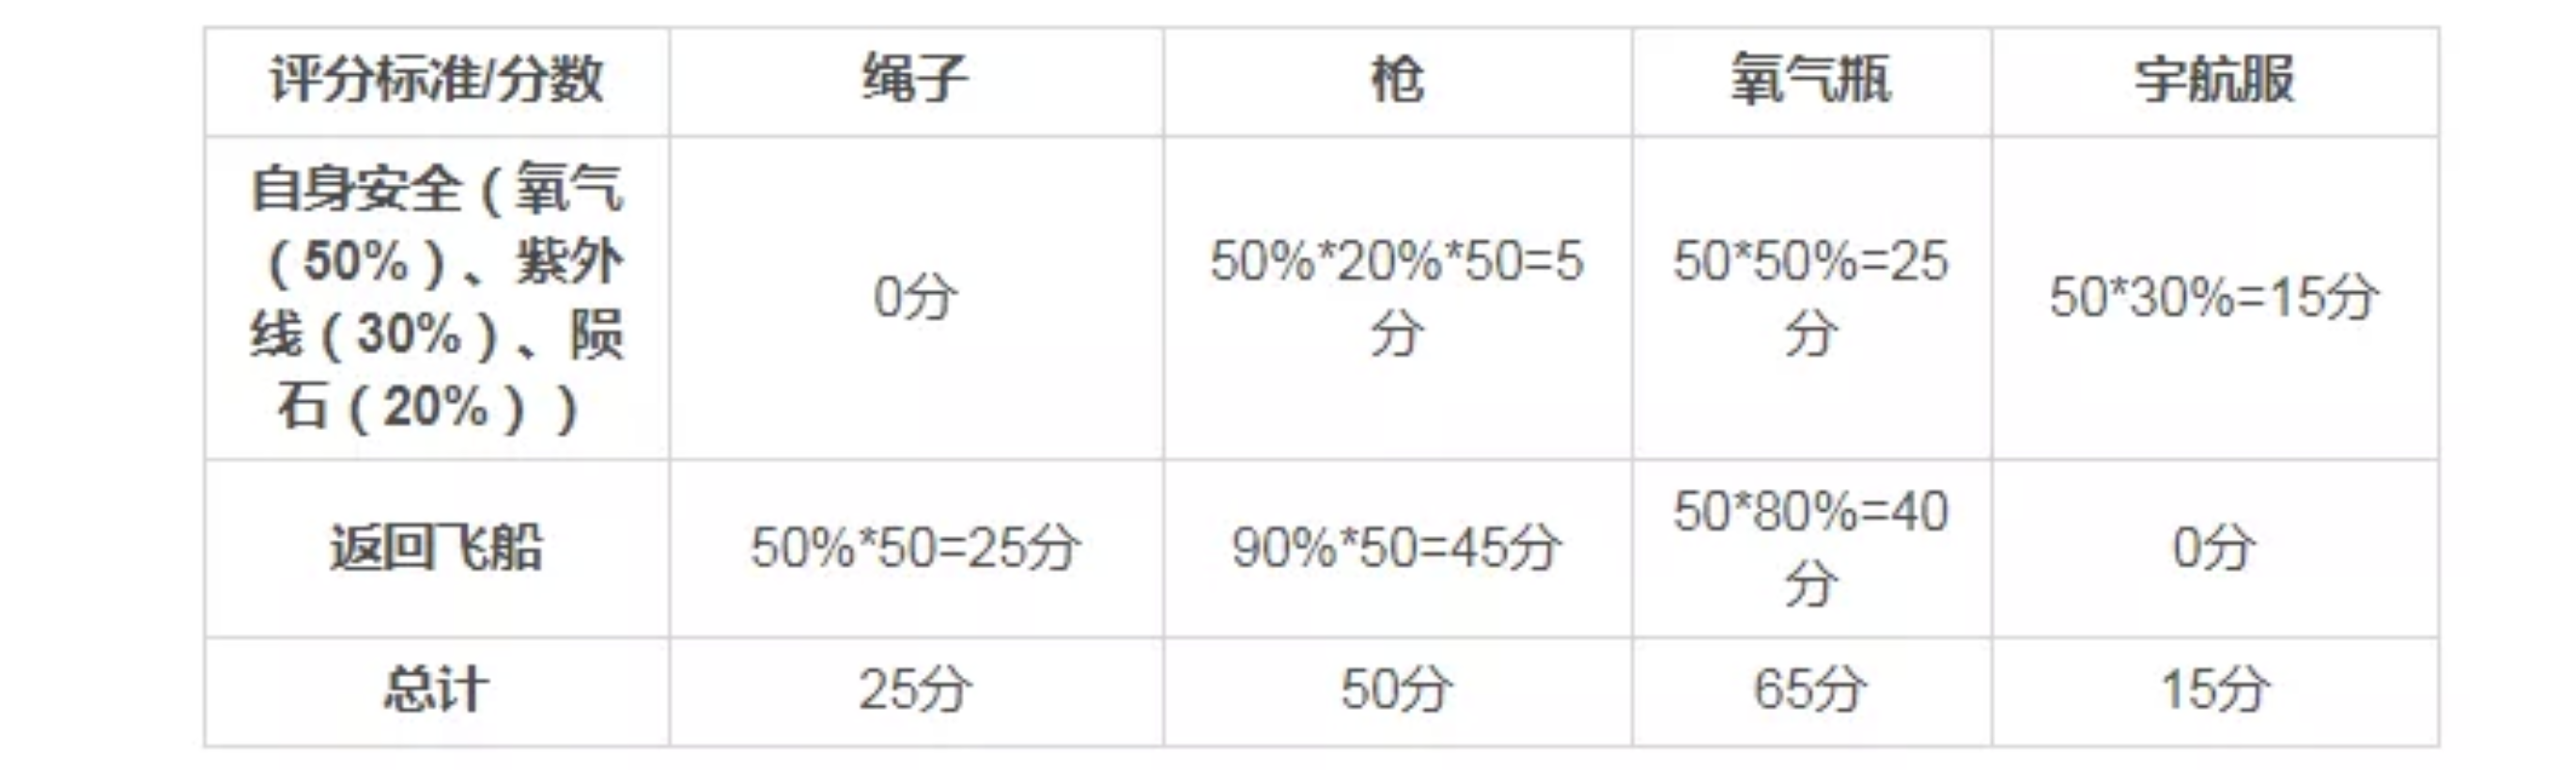 评分标准/分数 绳子 枪 氧气瓶 宇航服
自身安全（氧气
（50%）、紫外
线（30%）、陨
石（20%））
0分
50%*20%*50=5
分
50*50%=25
分
50*30%=15分
返回飞船
50%*50=25分
90%*50=45分
50*80%=40
分
0分
总计 25分 50分 65分 15分